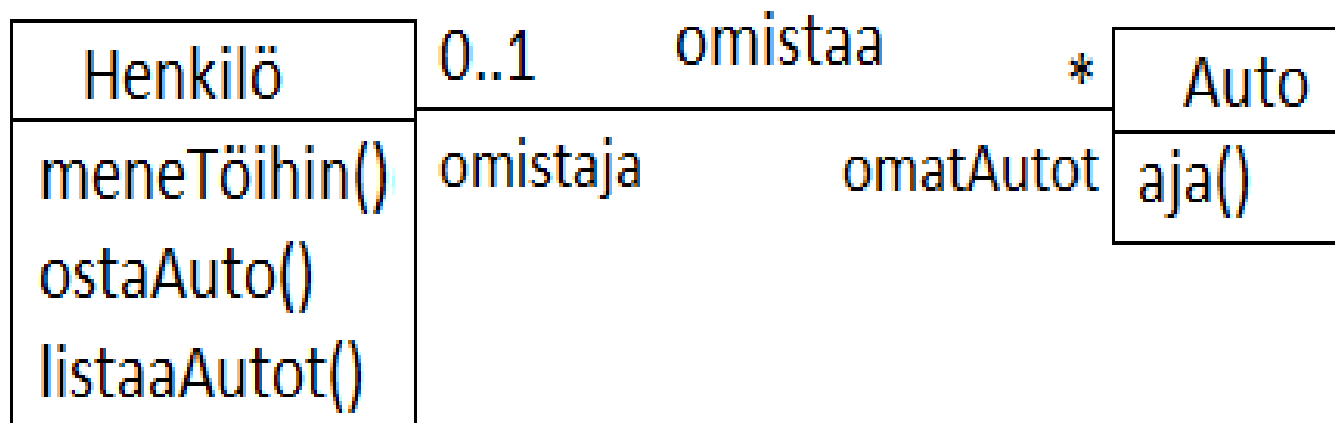 Henkilö
meneTöihin()
ostaAuto()
listaaAutot()
0..1 omistaa *
omistaja omatAutot
Auto
aja()